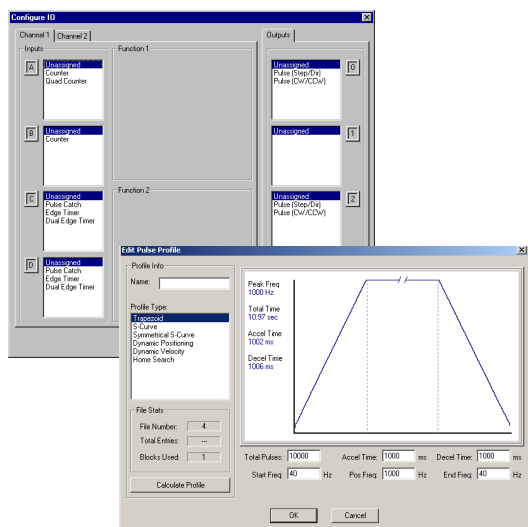 Configure IO
Channel 1 Channel 2
Outputs
Inputs
Function 1
A
Unassigned
Counter
Quad Counter
Unassigned
Pulse (Step/Dir)
Pulse (CW/CCW)
0
B
Unassigned
Counter
Unassigned
1
C
Unassigned
Pulse Catch
Edge Timer
Dual Edge Timer
Function 2
Unassigned
Pulse (Step/Dir)
Pulse (CW/CCW)
2
D
Unassigned
Pulse Catch
Edge Timer
Dual Edge Timer
Edit Pulse Profile
Profile Info
Name:
Profile Type:
Trapezoid
S-Curve
Symmetrical S-Curve
Dynamic Positioning
Dynamic Velocity
Home Search
File Stats
File Number: 4
Total Entries: ---
Blocks Used: 1
Calculate Profile
Peak Freq
1000 Hz
Total Time
10.97 sec
Accel Time
1002 ms
Decel Time
1006 ms
Total Pulses: 10000 Accel Time: 1000 ms Decel Time: 1000 ms
Start Freq: 40 Hz Pos Freq: 1000 Hz End Freq: 40 Hz
OK Cancel